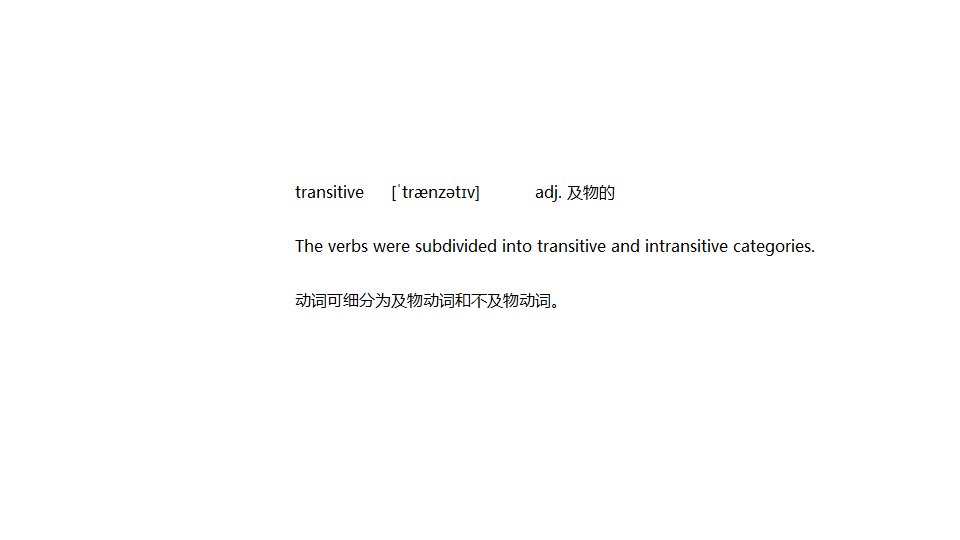 transitive [ˈtrænzətɪv] adj. 及物的
The verbs were subdivided into transitive and intransitive categories.
动词可细分为及物动词和不及物动词。